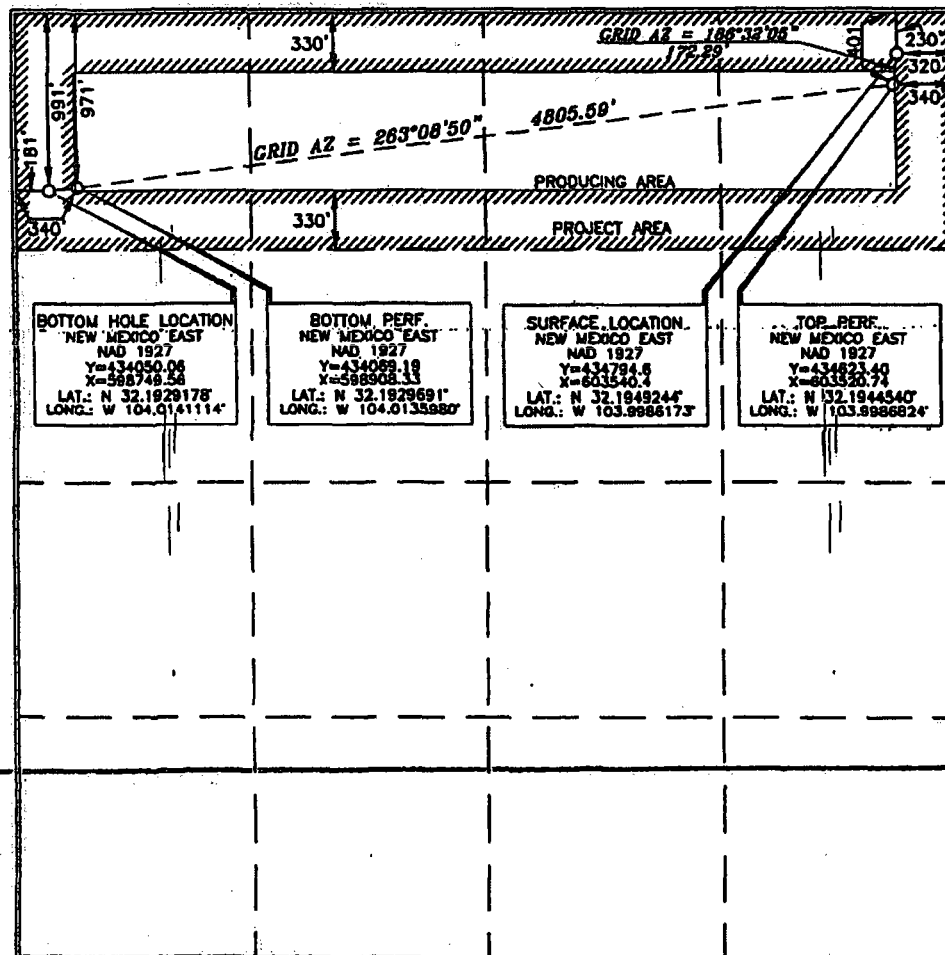 330'
GRID AZ = 186°32'05"
172.29'
230'
320'
340'
991'
971'
181'
GRID AZ = 263°08'50" 4805.59'
PRODUCING AREA
340'
330'
PROJECT AREA
BOTTOM HOLE LOCATION
NEW MEXICO EAST
NAD 1927
Y=434050.06
X=598749.56
LAT.: N 32.1929178°
LONG.: W 104.0141114°
BOTTOM PERF.
NEW MEXICO EAST
NAD 1927
Y=434069.19
X=598908.33
LAT.: N 32.1929691°
LONG.: W 104.0135980°
SURFACE LOCATION
NEW MEXICO EAST
NAD 1927
Y=434794.6
X=603540.4
LAT.: N 32.1949244°
LONG.: W 103.9986173°
TOP PERF.
NEW MEXICO EAST
NAD 1927
Y=434623.40
X=603520.74
LAT.: N 32.1944540°
LONG.: W 103.9986824°